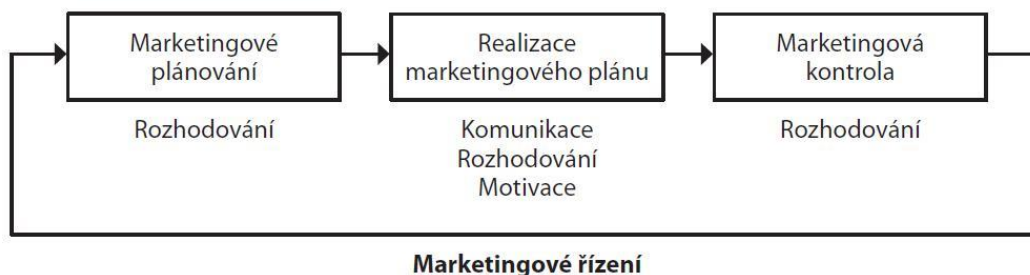 Marketingové
plánování
Realizace
marketingového plánu
Marketingová
kontrola
Rozhodování
Komunikace
Rozhodování
Motivace
Rozhodování
Marketingové řízení